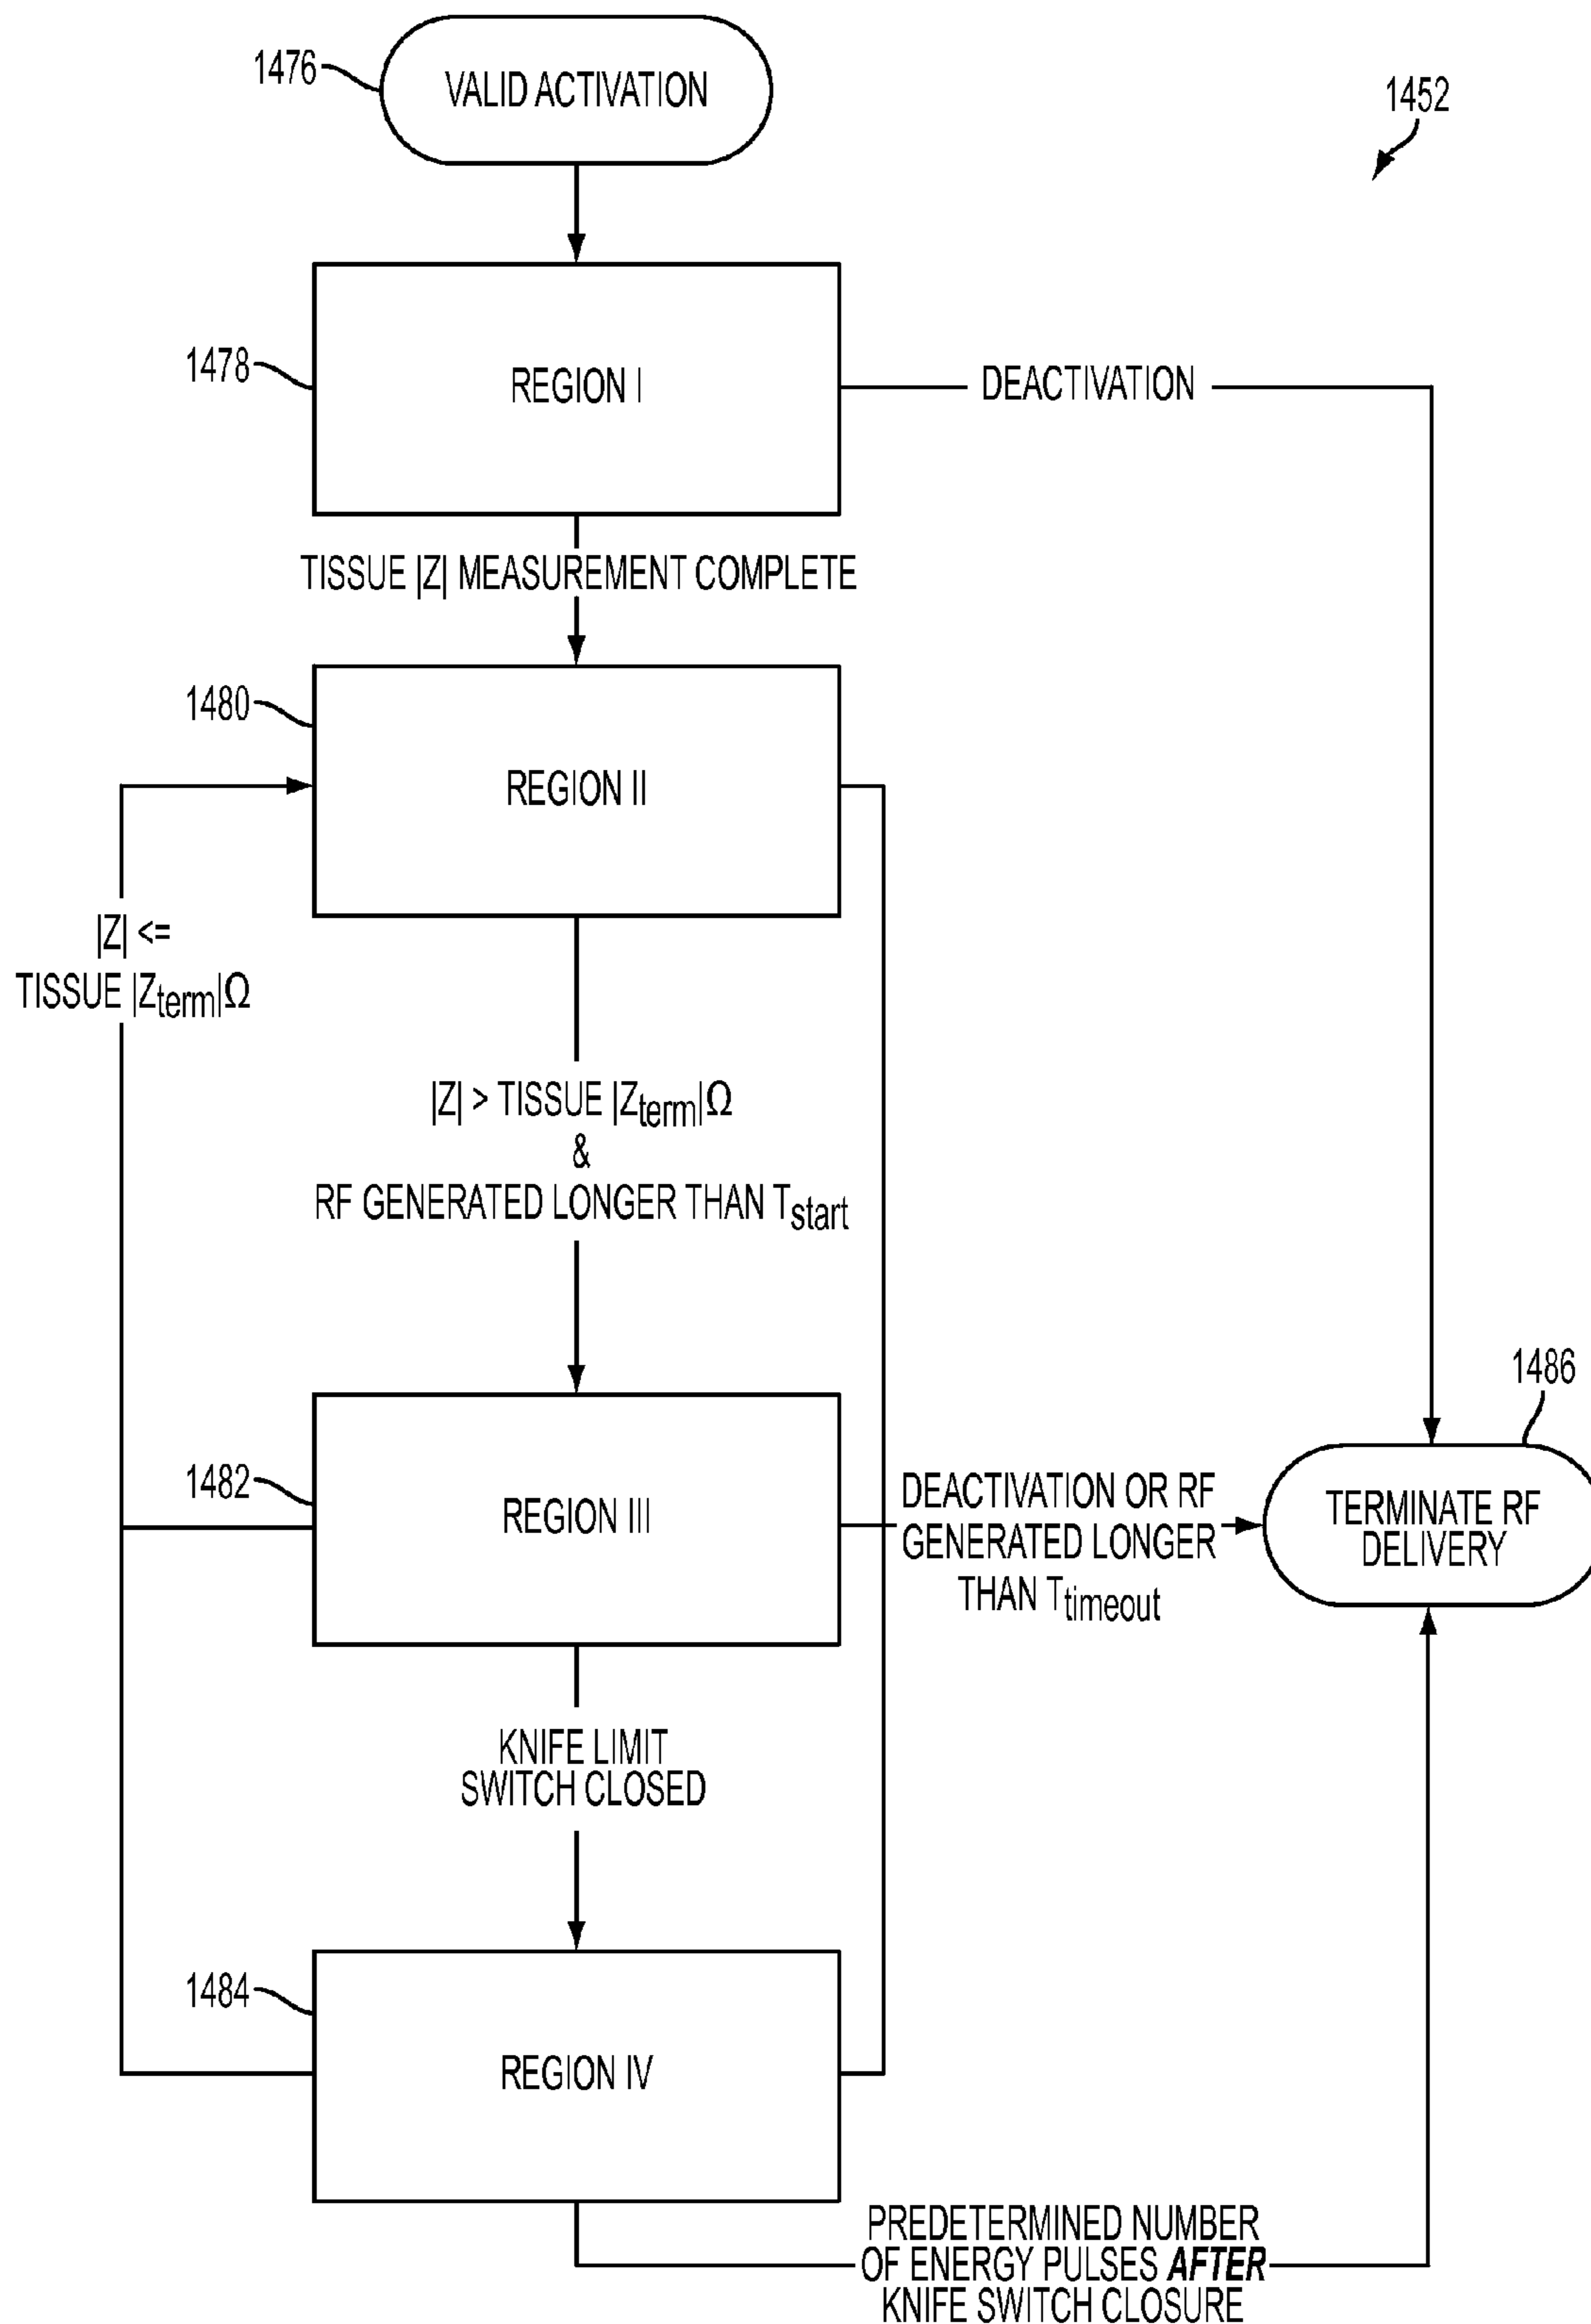 1476
VALID ACTIVATION
1452
1478
REGION I
DEACTIVATION
TISSUE |Z| MEASUREMENT COMPLETE
1480
REGION II
|Z| <=
TISSUE |Zterm|Ω
|Z| > TISSUE |Zterm|Ω
&
RF GENERATED LONGER THAN Tstart
1486
1482
REGION III
DEACTIVATION OR RF
GENERATED LONGER
THAN Ttimeout
TERMINATE RF
DELIVERY
KNIFE LIMIT
SWITCH CLOSED
1484
REGION IV
PREDETERMINED NUMBER
OF ENERGY PULSES AFTER
KNIFE SWITCH CLOSURE